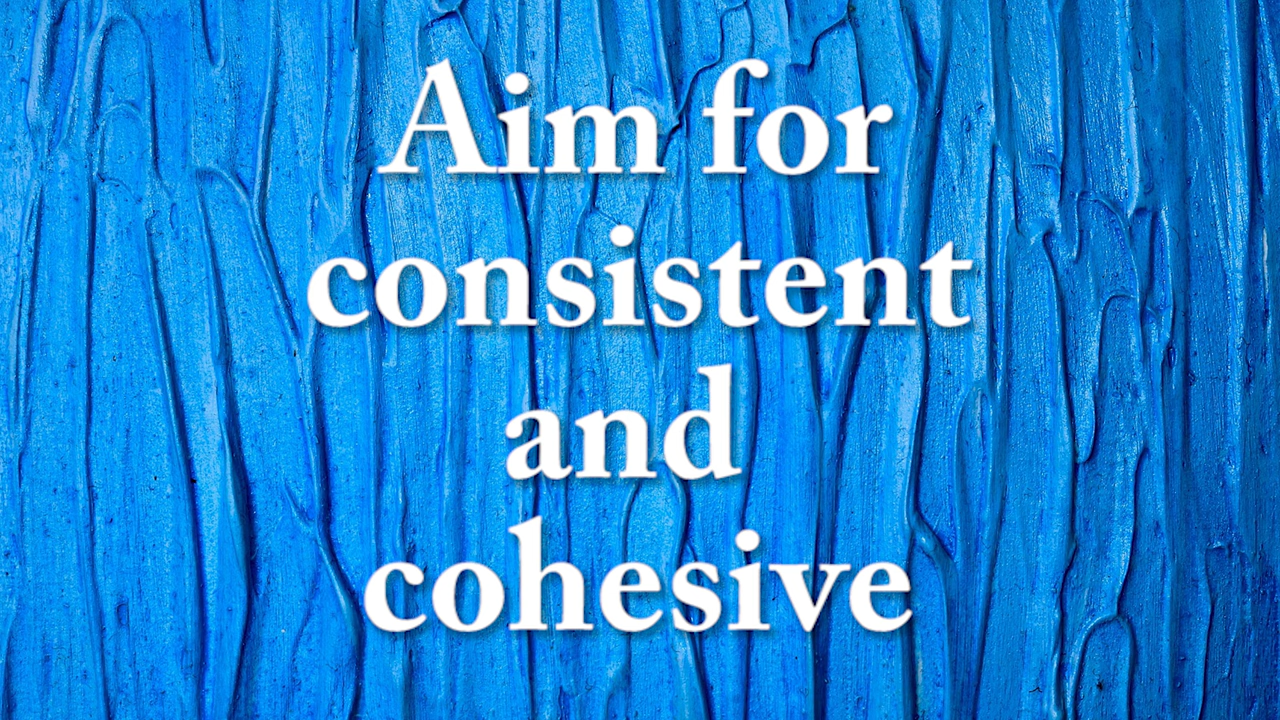 Aim for
consistent
and
cohesive